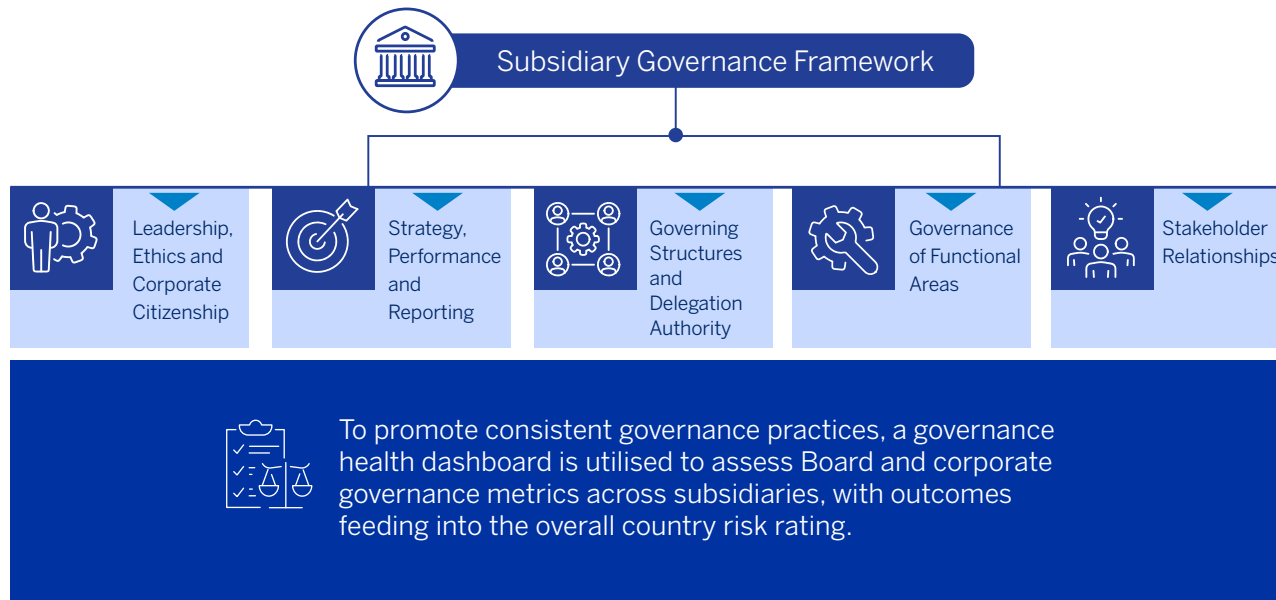 Subsidiary Governance Framework
Leadership,
Ethics and
Corporate
Citizenship
Strategy,
Performance
and
Reporting
Governing
Structures
and
Delegation
Authority
Governance
of Functional
Areas
Stakeholder
Relationships
To promote consistent governance practices, a governance
health dashboard is utilised to assess Board and corporate
governance metrics across subsidiaries, with outcomes
feeding into the overall country risk rating.